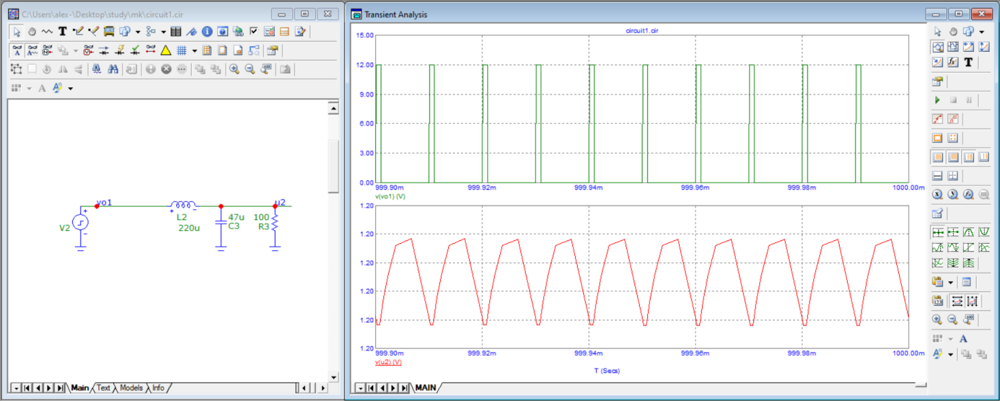 C:\Users\alex-\Desktop\study\mk\circuit1.cir
vo1
u2
V2
L2
220u
47u
C3
100
R3
Main Text Models Info
Transient Analysis
circuit1.cir
15.00
12.00
9.00
6.00
3.00
0.00
999.90m 999.92m 999.94m 999.96m 999.98m 1000.00m
v(vo1) (V)
1.20
1.20
1.20
1.20
1.20
1.20
999.90m 999.92m 999.94m 999.96m 999.98m 1000.00m
v(u2) (V)
T (Secs)
MAIN